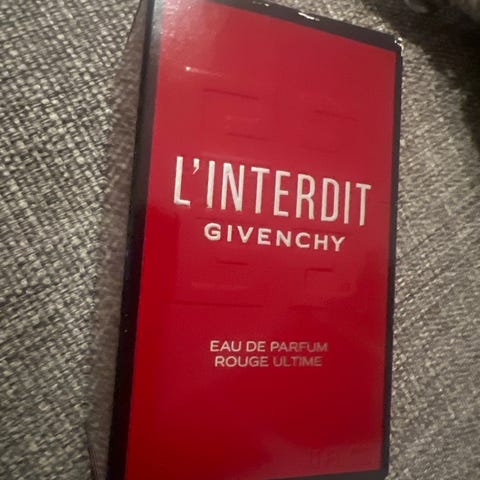 L'INTERDIT
GIVENCHY
EAU DE PARFUM
ROUGE ULTIME